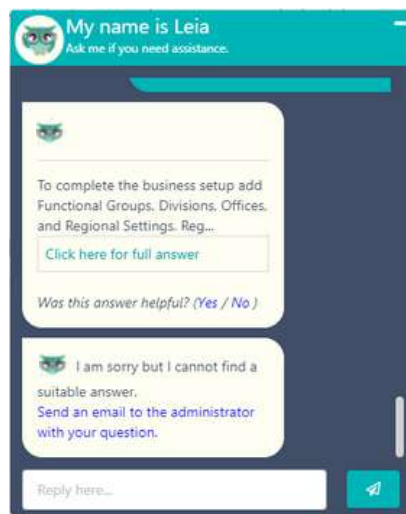 My name is Leia
Ask me if you need assistance.
To complete the business setup add
Functional Groups, Divisions, Offices,
and Regional Settings. Reg...
Click here for full answer
Was this answer helpful? (Yes / No )
I am sorry but I cannot find a
suitable answer.
Send an email to the administrator
with your question.
Reply here...